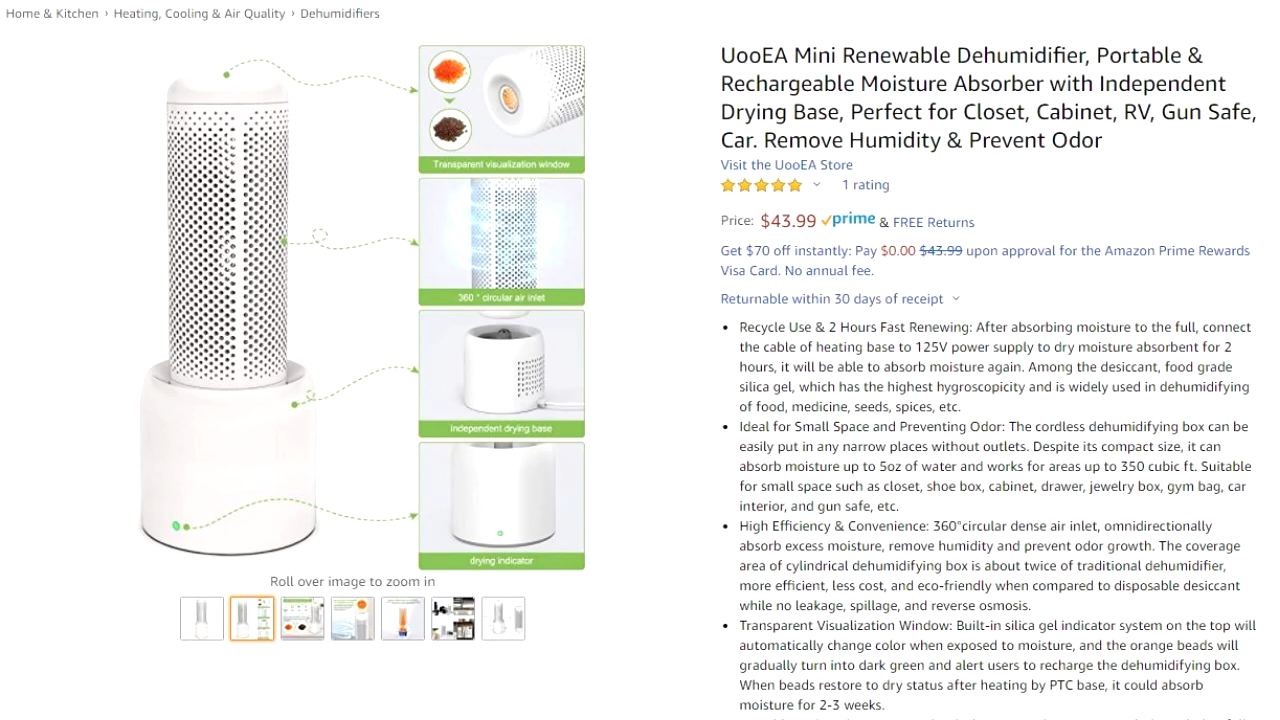 Home & Kitchen › Heating, Cooling & Air Quality › Dehumidifiers
Transparent visualization window
360 ° circular air inlet
independent drying base
drying indicator
Roll over image to zoom in
UooEA Mini Renewable Dehumidifier, Portable &
Rechargeable Moisture Absorber with Independent
Drying Base, Perfect for Closet, Cabinet, RV, Gun Safe,
Car. Remove Humidity & Prevent Odor
Visit the UooEA Store
1 rating
Price: $43.99 prime & FREE Returns
Get $70 off instantly: Pay $0.00 $43.99 upon approval for the Amazon Prime Rewards
Visa Card. No annual fee.
Returnable within 30 days of receipt
• Recycle Use & 2 Hours Fast Renewing: After absorbing moisture to the full, connect
the cable of heating base to 125V power supply to dry moisture absorbent for 2
hours, it will be able to absorb moisture again. Among the desiccant, food grade
silica gel, which has the highest hygroscopicity and is widely used in dehumidifying
of food, medicine, seeds, spices, etc.
• Ideal for Small Space and Preventing Odor: The cordless dehumidifying box can be
easily put in any narrow places without outlets. Despite its compact size, it can
absorb moisture up to 5oz of water and works for areas up to 350 cubic ft. Suitable
for small space such as closet, shoe box, cabinet, drawer, jewelry box, gym bag, car
interior, and gun safe, etc.
• High Efficiency & Convenience: 360°circular dense air inlet, omnidirectionally
absorb excess moisture, remove humidity and prevent odor growth. The coverage
area of cylindrical dehumidifying box is about twice of traditional dehumidifier,
more efficient, less cost, and eco-friendly when compared to disposable desiccant
while no leakage, spillage, and reverse osmosis.
• Transparent Visualization Window: Built-in silica gel indicator system on the top will
automatically change color when exposed to moisture, and the orange beads will
gradually turn into dark green and alert users to recharge the dehumidifying box.
When beads restore to dry status after heating by PTC base, it could absorb
moisture for 2-3 weeks.